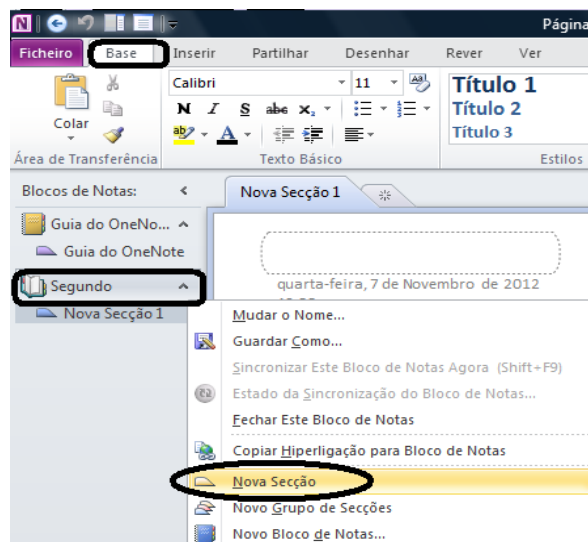 Página
Ficheiro Base Inserir Partilhar Desenhar Rever Ver
Calibri 11
Título 1
Título 2
Título 3
Colar
N I S abc x₂
ab A
Área de Transferência Texto Básico Estilos
Blocos de Notas:
Nova Secção 1
Guia do OneNo...
Guia do OneNote
Segundo
Nova Secção 1
quarta-feira, 7 de Novembro de 2012
Mudar o Nome...
Guardar Como...
Sincronizar Este Bloco de Notas Agora (Shift+F9)
Estado da Sincronização do Bloco de Notas...
Fechar Este Bloco de Notas
Copiar Hiperligação para Bloco de Notas
Nova Secção
Novo Grupo de Secções
Novo Bloco de Notas...